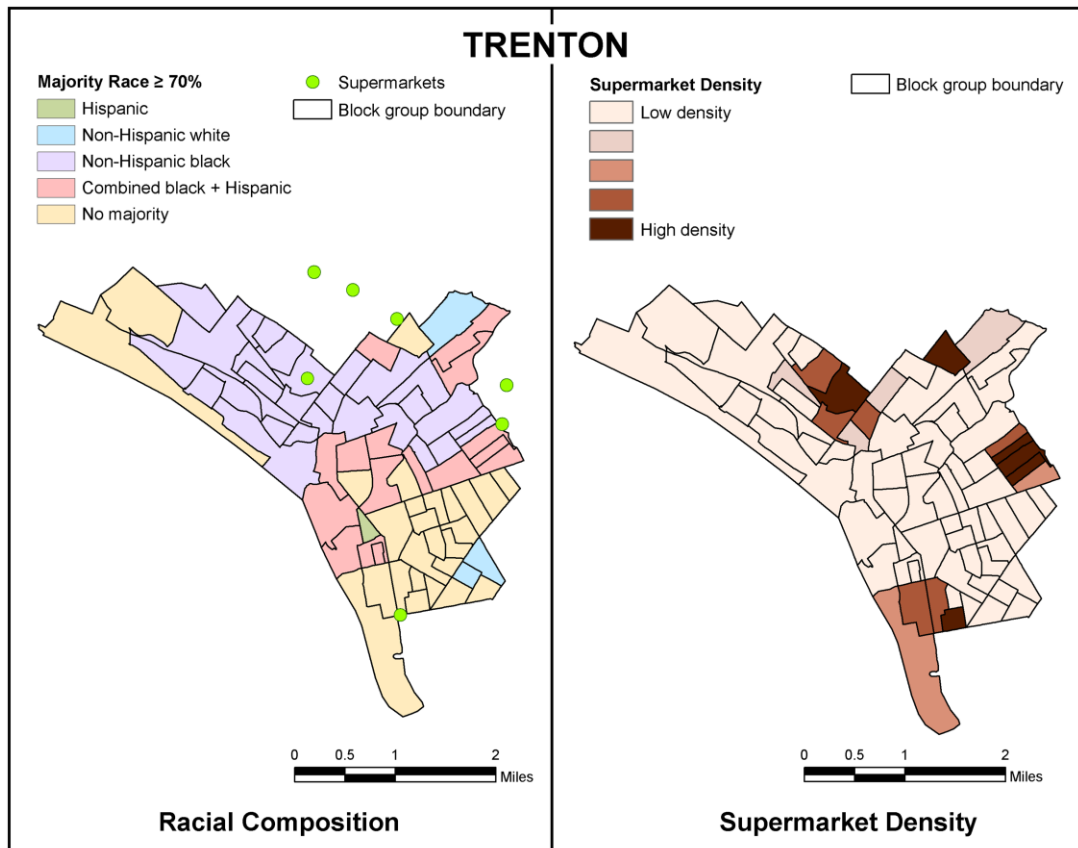 TRENTON
Majority Race ≥ 70%
Hispanic
Non-Hispanic white
Non-Hispanic black
Combined black + Hispanic
No majority
Supermarkets
Block group boundary
0 0.5 1 2
Miles
Racial Composition
Supermarket Density
Low density
High density
Block group boundary
0 0.5 1 2
Miles
Supermarket Density